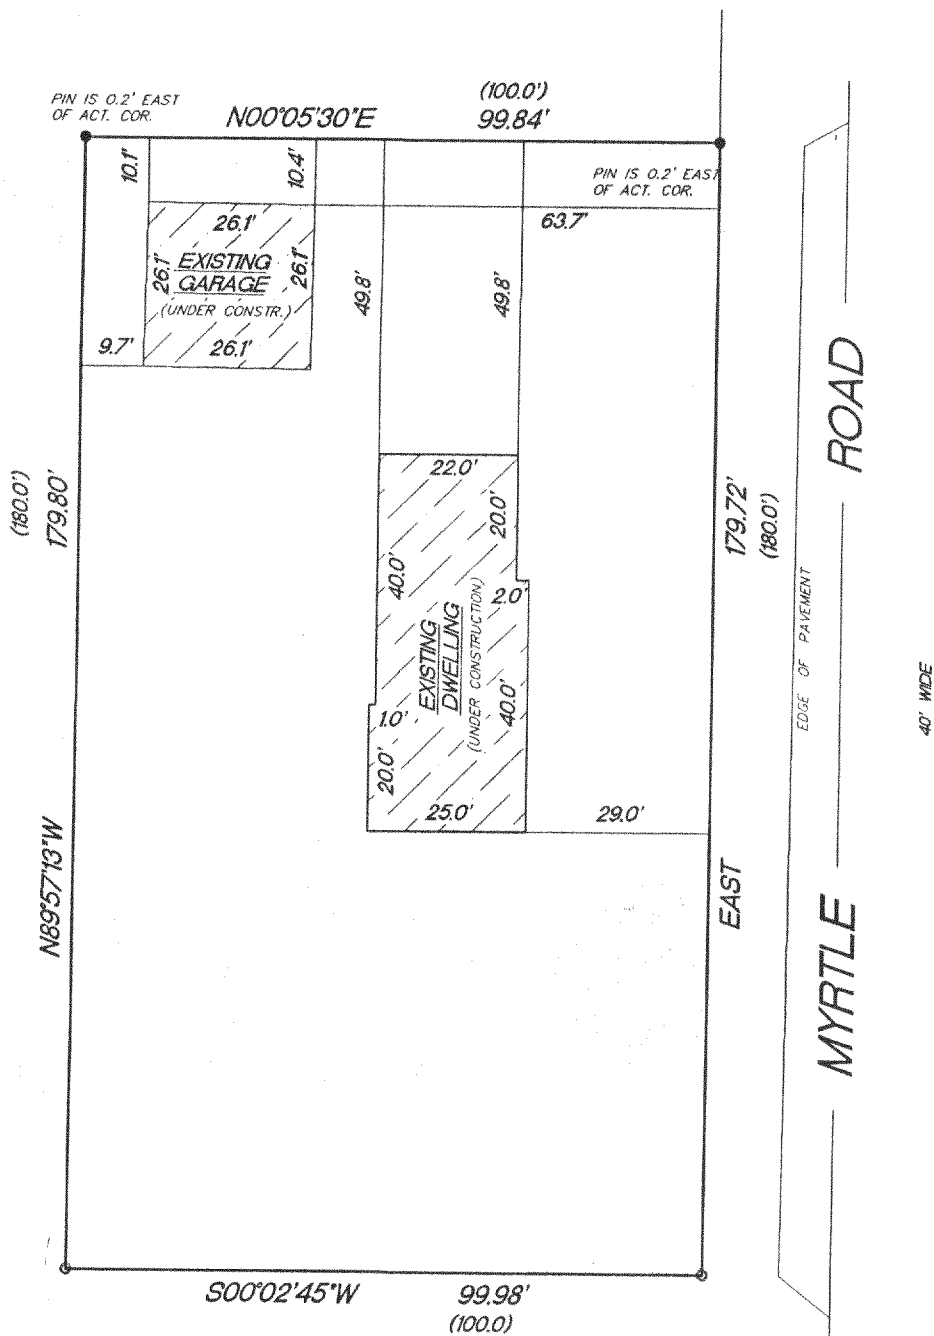 (100.0')
PIN IS 0.2' EAST
OF ACT. COR.
N00°05'30"E
99.84'
10.1'
10.4'
PIN IS 0.2' EAST
OF ACT. COR.
63.7'
26.1'
26.1'
EXISTING
GARAGE
(UNDER CONSTR.)
26.1'
26.1'
9.7'
49.8'
49.8'
(180.0')
179.80'
N89°57'13"W
22.0'
20.0'
40.0'
2.0'
EXISTING
DWELLING
(UNDER CONSTRUCTION)
40.0'
1.0'
20.0'
25.0'
29.0'
179.72'
(180.0')
EAST
EDGE OF PAVEMENT
MYRTLE ROAD
40' WIDE
S00°02'45"W
99.98'
(100.0)